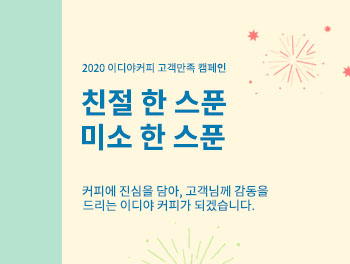 2020 이디야커피 고객만족 캠페인
친절 한 스푼
미소 한 스푼
커피에 진심을 담아, 고객님께 감동을
드리는 이디야 커피가 되겠습니다.